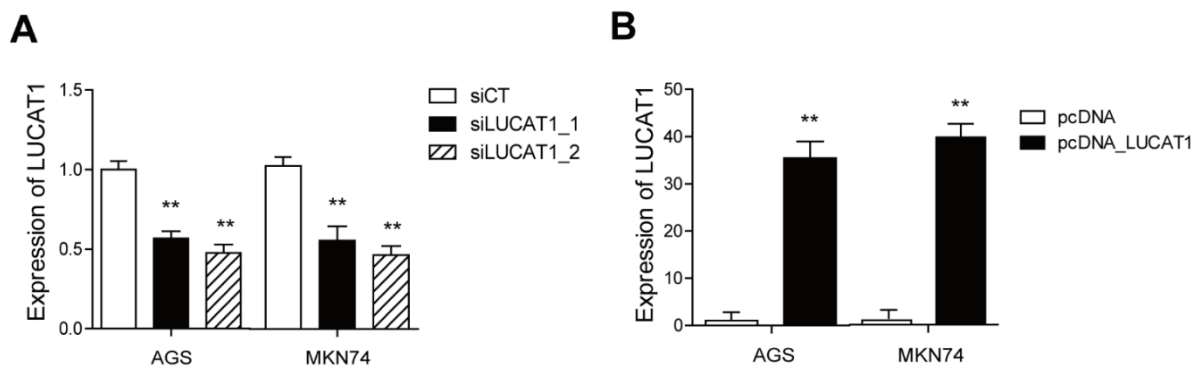 A
Expression of LUCAT1
1.5
1.0
0.5
0.0
**
**
**
**
AGS
MKN74
siCT
siLUCAT1_1
siLUCAT1_2
B
Expression of LUCAT1
50
40
30
20
10
0
**
**
AGS
MKN74
pcDNA
pcDNA_LUCAT1